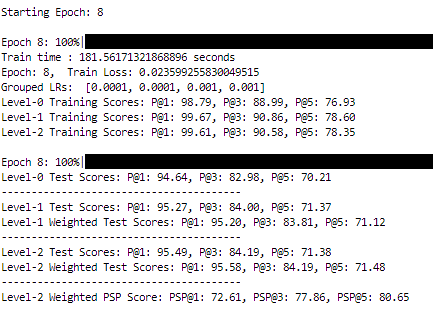 Starting Epoch: 8
Epoch 8: 100%|
Train time : 181.56171321868896 seconds
Epoch: 8, Train Loss: 0.023599255830049515
Grouped LRs: [0.0001, 0.0001, 0.001, 0.001]
Level-0 Training Scores: P@1: 98.79, P@3: 88.99, P@5: 76.93
Level-1 Training Scores: P@1: 99.67, P@3: 90.86, P@5: 78.60
Level-2 Training Scores: P@1: 99.61, P@3: 90.58, P@5: 78.35
Epoch 8: 100%|
Level-0 Test Scores: P@1: 94.64, P@3: 82.98, P@5: 70.21
-------------------------------------
Level-1 Test Scores: P@1: 95.27, P@3: 84.00, P@5: 71.37
Level-1 Weighted Test Scores: P@1: 95.20, P@3: 83.81, P@5: 71.12
-------------------------------------
Level-2 Test Scores: P@1: 95.49, P@3: 84.19, P@5: 71.38
Level-2 Weighted Test Scores: P@1: 95.58, P@3: 84.19, P@5: 71.48
-------------------------------------
Level-2 Weighted PSP Score: PSP@1: 72.61, PSP@3: 77.86, PSP@5: 80.65